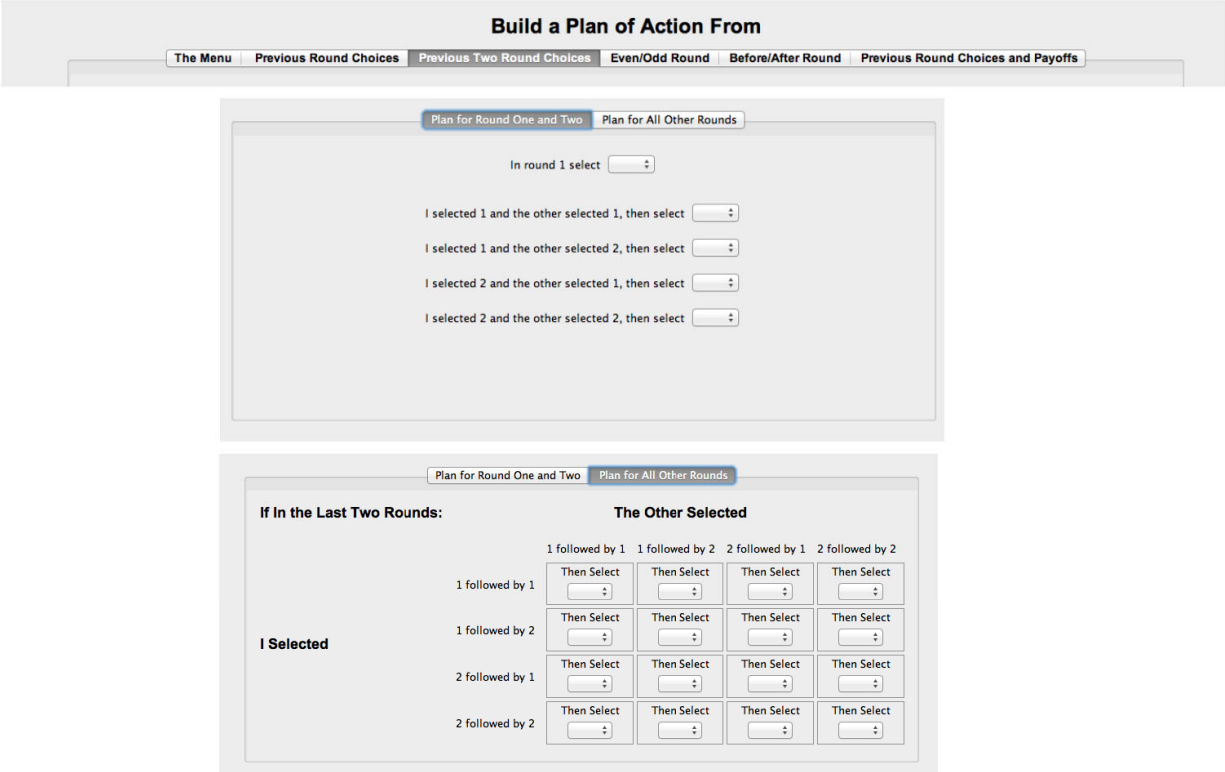 Build a Plan of Action From
The Menu Previous Round Choices Previous Two Round Choices Even/Odd Round Before/After Round Previous Round Choices and Payoffs
Plan for Round One and Two Plan for All Other Rounds
In round 1 select
I selected 1 and the other selected 1, then select
I selected 1 and the other selected 2, then select
I selected 2 and the other selected 1, then select
I selected 2 and the other selected 2, then select
Plan for Round One and Two Plan for All Other Rounds
If In the Last Two Rounds: The Other Selected
1 followed by 1 1 followed by 2 2 followed by 1 2 followed by 2
Then Select Then Select Then Select Then Select
1 followed by 1
Then Select Then Select Then Select Then Select
1 followed by 2
I Selected
Then Select Then Select Then Select Then Select
2 followed by 1
Then Select Then Select Then Select Then Select
2 followed by 2